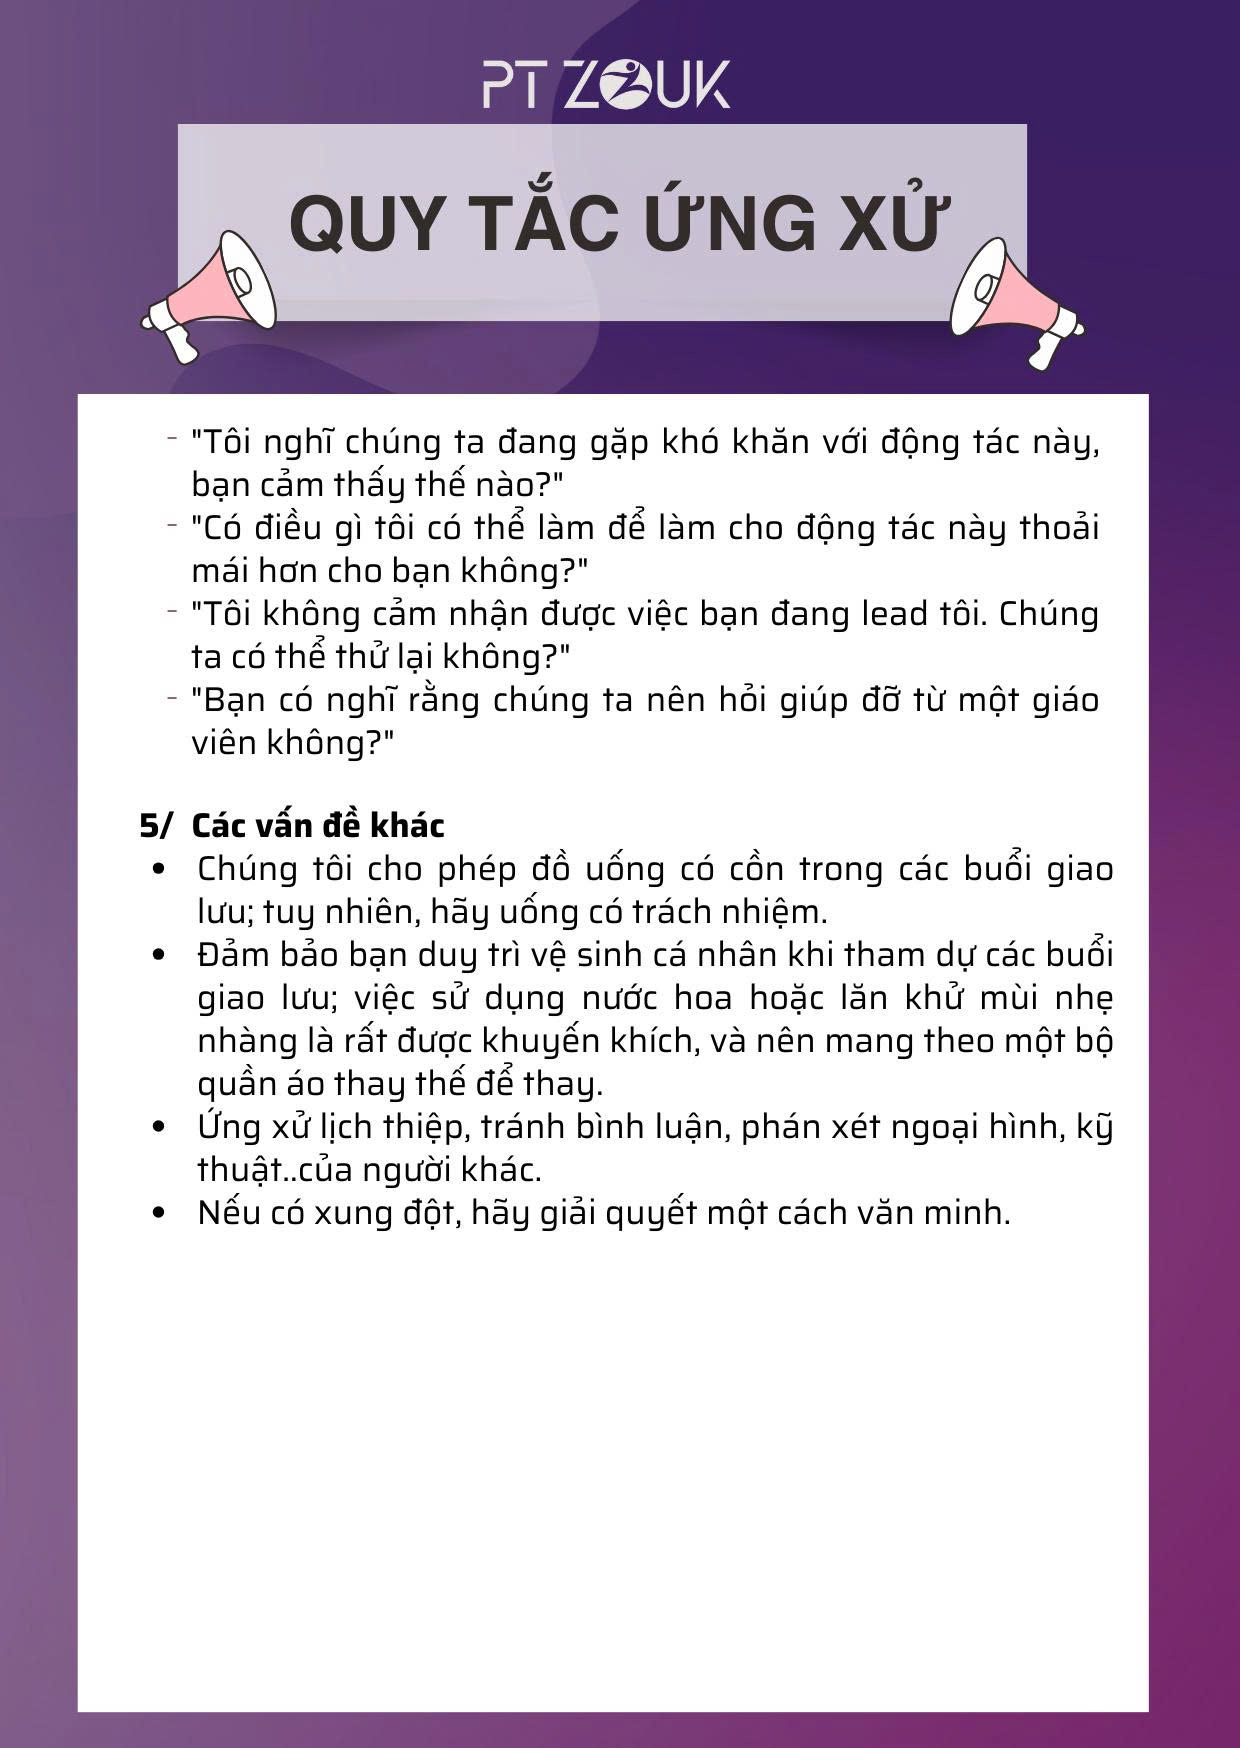 PT ZOUK
QUY TẮC ỨNG XỬ
- "Tôi nghĩ chúng ta đang gặp khó khăn với động tác này,
bạn cảm thấy thế nào?"
- "Có điều gì tôi có thể làm để làm cho động tác này thoải
mái hơn cho bạn không?"
- "Tôi không cảm nhận được việc bạn đang lead tôi. Chúng
ta có thể thử lại không?"
- "Bạn có nghĩ rằng chúng ta nên hỏi giúp đỡ từ một giáo
viên không?"
5/ Các vấn đề khác
• Chúng tôi cho phép đồ uống có cồn trong các buổi giao
lưu; tuy nhiên, hãy uống có trách nhiệm.
• Đảm bảo bạn duy trì vệ sinh cá nhân khi tham dự các buổi
giao lưu; việc sử dụng nước hoa hoặc lăn khử mùi nhẹ
nhàng là rất được khuyến khích, và nên mang theo một bộ
quần áo thay thế để thay.
• Ứng xử lịch thiệp, tránh bình luận, phán xét ngoại hình, kỹ
thuật..của người khác.
• Nếu có xung đột, hãy giải quyết một cách văn minh.